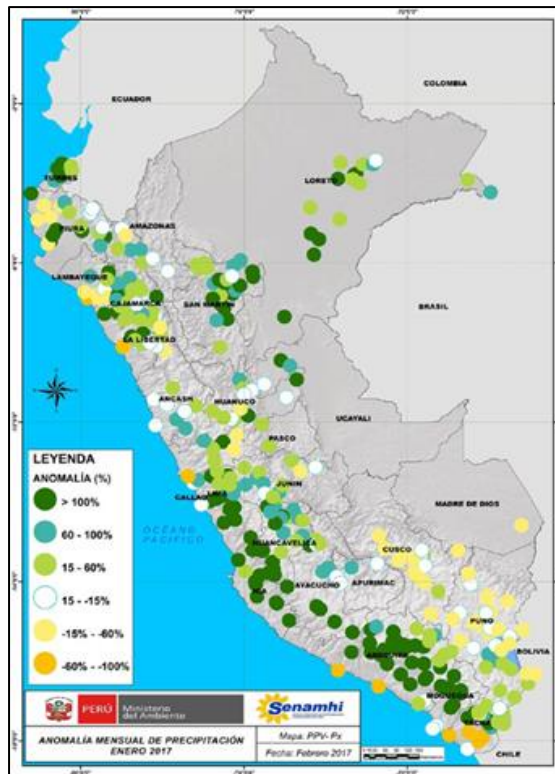 ECUADOR
COLOMBIA
TUMBES
LORETO
PIURA
AMAZONAS
LAMBAYEQUE
CAJAMARCA
SAN MARTIN
BRASIL
LA LIBERTAD
ANCASH
HUANUCO
UCAYALI
PASCO
LEYENDA
ANOMALÍA (%)
> 100%
60 - 100%
15 - 60%
15 - -15%
-15% - -60%
-60% - -100%
LIMA
JUNIN
CALLAO
MADRE DE DIOS
OCÉANO
PACIFICO
HUANCAVELICA
CUSCO
ICA
AYACUCHO
APURIMAC
PUNO
BOLIVIA
AREQUIPA
MOQUEGUA
TACNA
CHILE
PERÚ
Ministerio
del Ambiente
Senamhi
ANOMALÍA MENSUAL DE PRECIPITACIÓN
ENERO 2017
Mapa: PPV- Px
Fecha: Febrero 2017